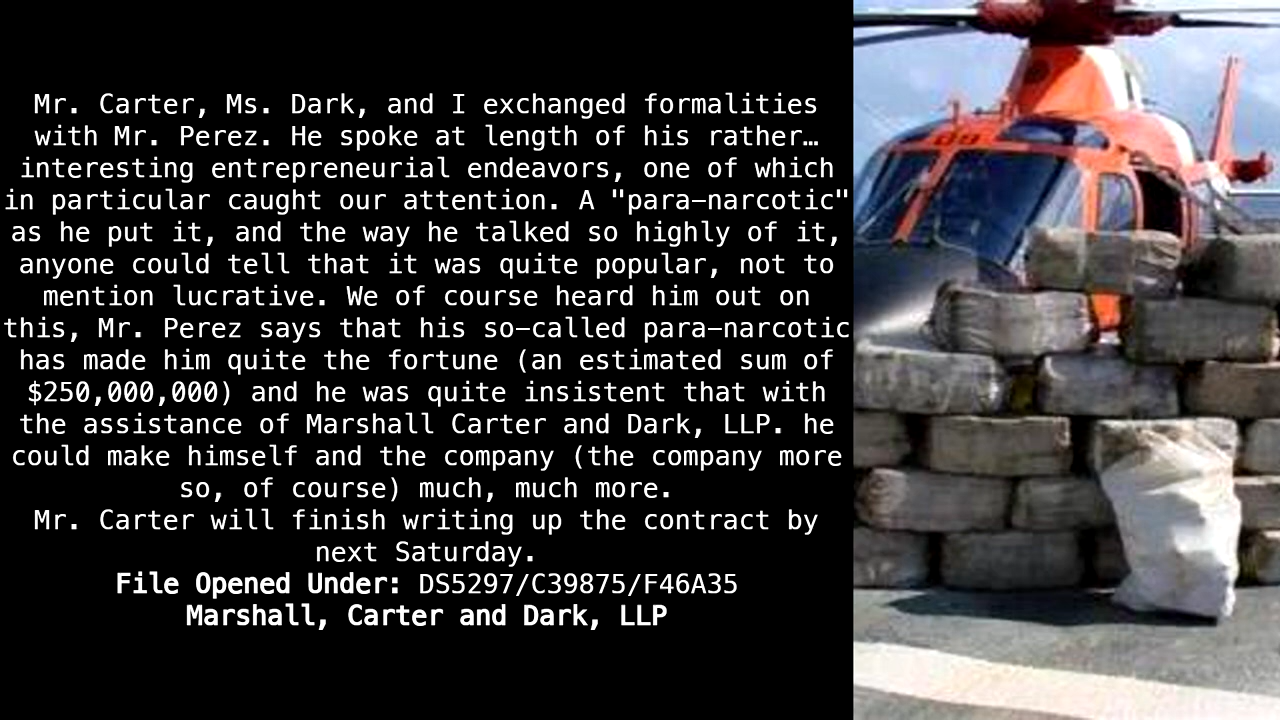 Mr. Carter, Ms. Dark, and I exchanged formalities
with Mr. Perez. He spoke at length of his rather…
interesting entrepreneurial endeavors, one of which
in particular caught our attention. A "para-narcotic"
as he put it, and the way he talked so highly of it,
anyone could tell that it was quite popular, not to
mention lucrative. We of course heard him out on
this, Mr. Perez says that his so-called para-narcotic
has made him quite the fortune (an estimated sum of
$250,000,000) and he was quite insistent that with
the assistance of Marshall Carter and Dark, LLP. he
could make himself and the company (the company more
so, of course) much, much more.
Mr. Carter will finish writing up the contract by
next Saturday.
File Opened Under: DS5297/C39875/F46A35
Marshall, Carter and Dark, LLP